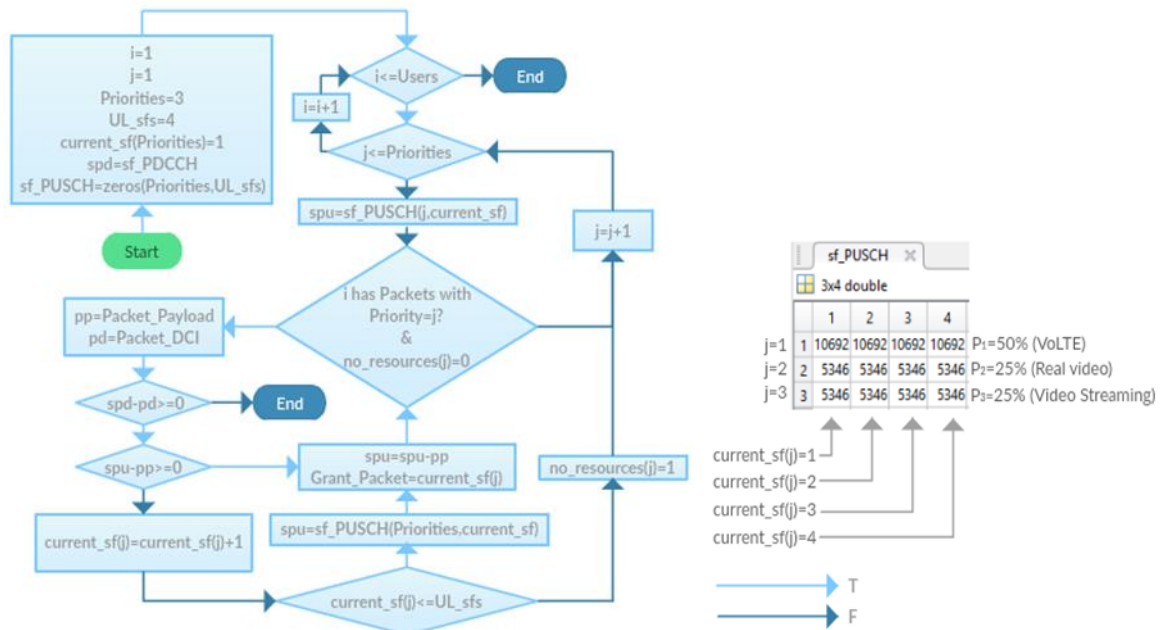 i=1
j=1
Priorities=3
UL_sfs=4
current_sf(Priorities)=1
spd=sf_PDCCH
sf_PUSCH=zeros(Priorities,UL_sfs)
Start
i<=Users
End
i=i+1
j<=Priorities
spu=sf_PUSCH(j,current_sf)
j=j+1
i has Packets with
Priority=j?
&
no_resources(j)=0
pp=Packet_Payload
pd=Packet_DCI
spd-pd>=0
End
spu-pp>=0
spu=spu-pp
Grant_Packet=current_sf(j)
no_resources(j)=1
current_sf(j)=current_sf(j)+1
spu=sf_PUSCH(Priorities,current_sf)
current_sf(j)<=UL_sfs
sf_PUSCH
3x4 double
1 2 3 4
j=1 1 10692 10692 10692 10692 P₁=50% (VoLTE)
j=2 2 5346 5346 5346 5346 P₂=25% (Real video)
j=3 3 5346 5346 5346 5346 P₃=25% (Video Streaming)
current_sf(j)=1
current_sf(j)=2
current_sf(j)=3
current_sf(j)=4
T
F